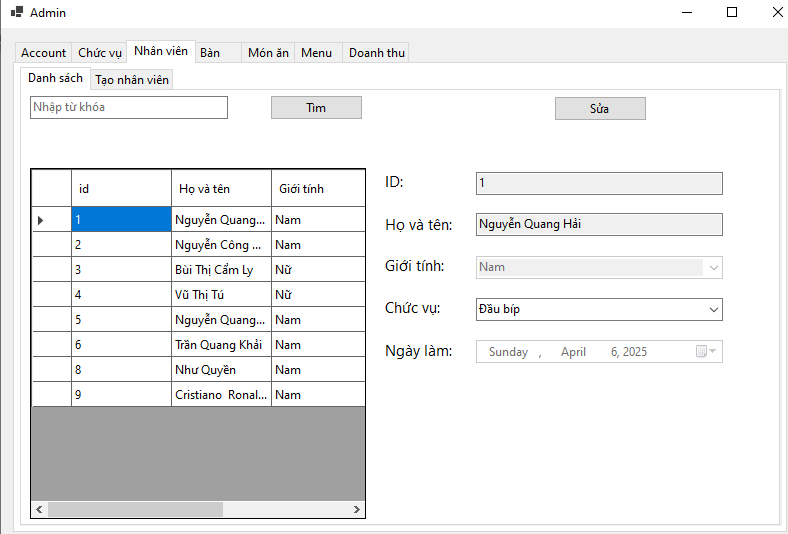 Admin
Account Chức vụ Nhân viên Bàn Món ăn Menu Doanh thu
Danh sách Tạo nhân viên
Nhập từ khóa Tìm Sửa
id Họ và tên Giới tính
1 Nguyễn Quang... Nam
2 Nguyễn Công ... Nam
3 Bùi Thị Cẩm Ly Nữ
4 Vũ Thị Tú Nữ
5 Nguyễn Quang... Nam
6 Trần Quang Khải Nam
8 Như Quyền Nam
9 Cristiano Ronal... Nam
ID: 1
Họ và tên: Nguyễn Quang Hải
Giới tính: Nam
Chức vụ: Đầu bíp
Ngày làm: Sunday , April 6, 2025